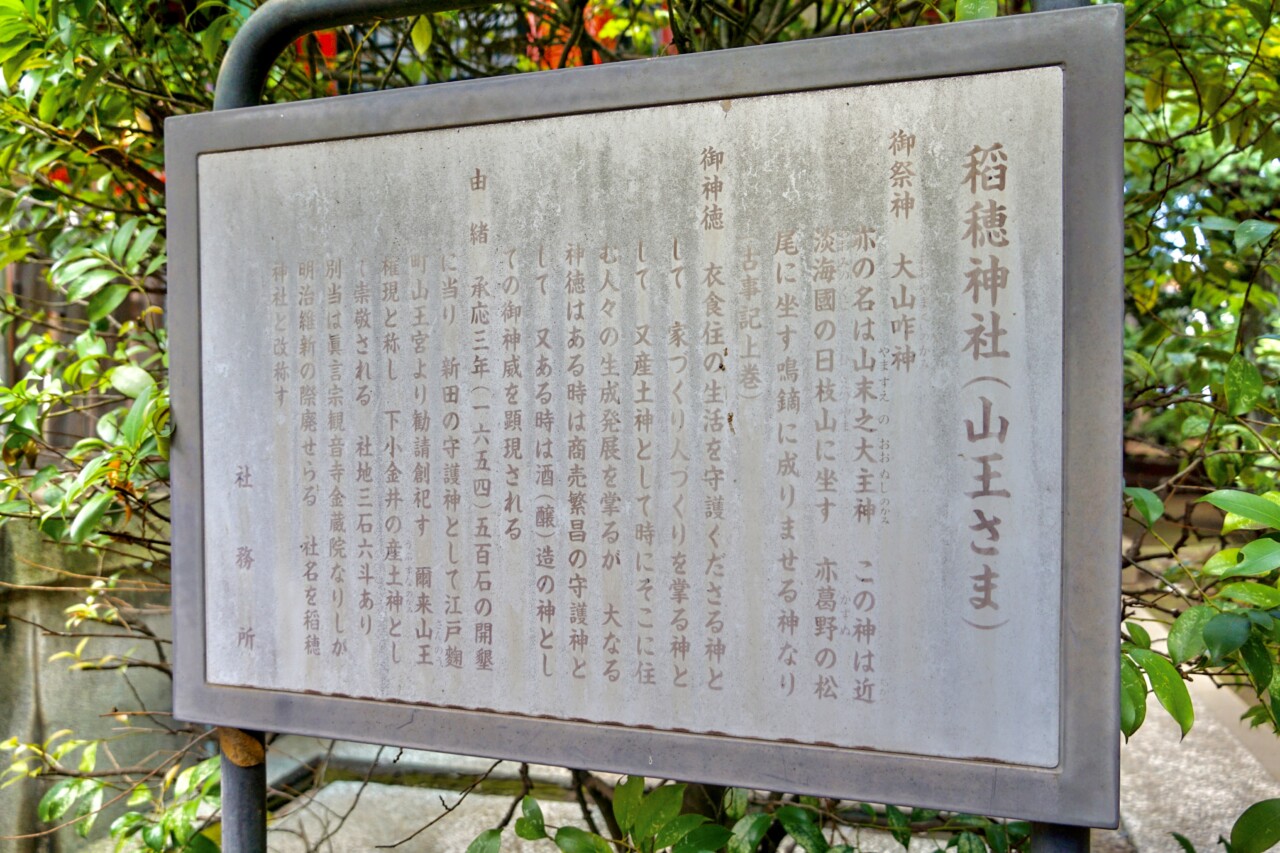 稻穂神社(山王さま)
御祭神 大山咋神
亦の名は山末之大主神 この神は近
淡海國の日枝山に坐す 亦葛野の松
尾に坐す鳴鏑に成りませる神なり
古事記上巻)
御神徳 衣食住の生活を守護くださる神と
して 家づくり人づくりを掌る神と
して 又産土神として時にそこに住
む人々の生成発展を掌るが 大なる
神徳はある時は商売繁昌の守護神と
して 又ある時は酒(醸)造の神とし
ての御神威を顕現される
由緒 承応三年(一六五四)五百石の開墾
に当り 新田の守護神として江戸麴
町山王宮より勧請創祀す 爾来山王
権現と称し 下小金井の産土神とし
て崇敬される 社地三石六斗あり
別当は眞言宗観音寺金蔵院なりしが
明治維新の際廃せらる 社名を稻穂
神社と改称す
社務所